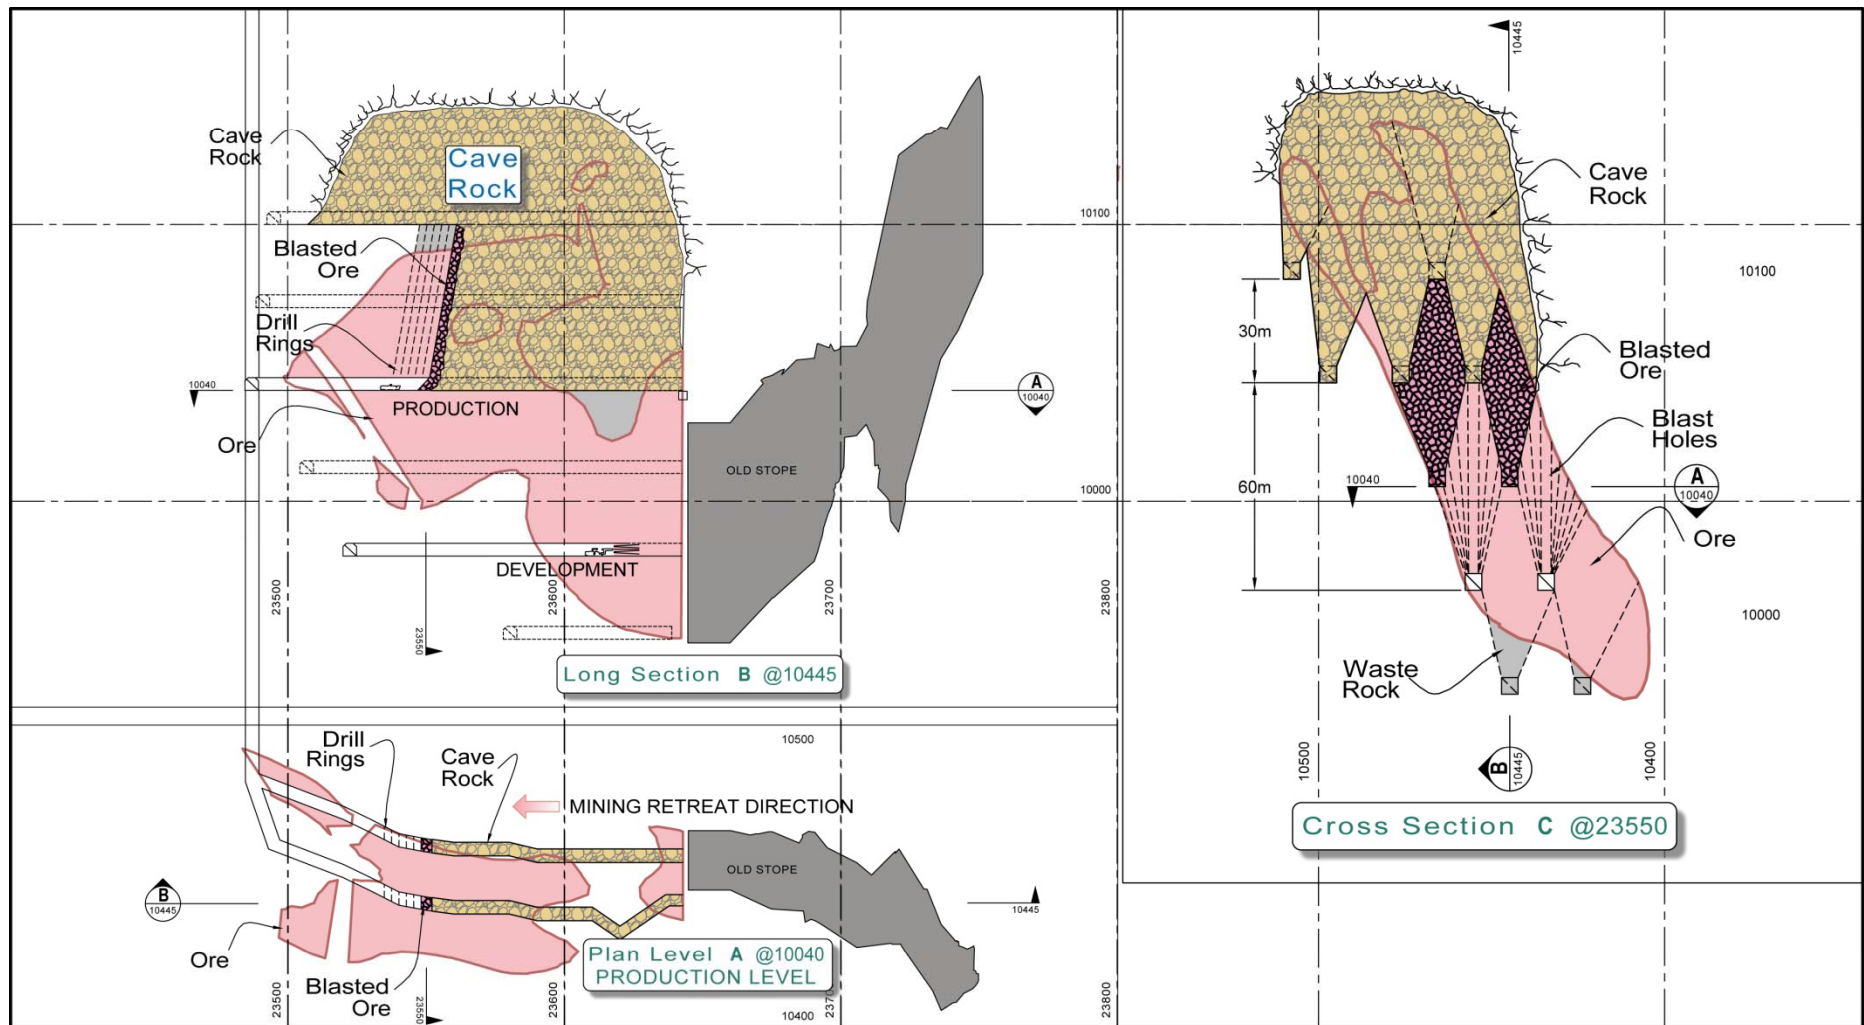 Cave
Rock
Cave
Rock
10100
Blasted
Ore
Drill
Rings
10040
PRODUCTION
A
10040
Ore
OLD STOPE
10000
DEVELOPMENT
23500
23550
23600
23700
23800
Long Section B @10445
10500
Drill
Rings
Cave
Rock
MINING RETREAT DIRECTION
OLD STOPE
B
10445
10445
Ore
Blasted
Ore
Plan Level A @10040
PRODUCTION LEVEL
23500
23550
23600
2370
23800
10400
10445
Cave
Rock
10100
30m
Blasted
Ore
Blast
Holes
60m
10040
A
10040
Ore
10000
Waste
Rock
10500
B
10445
10400
Cross Section C @23550